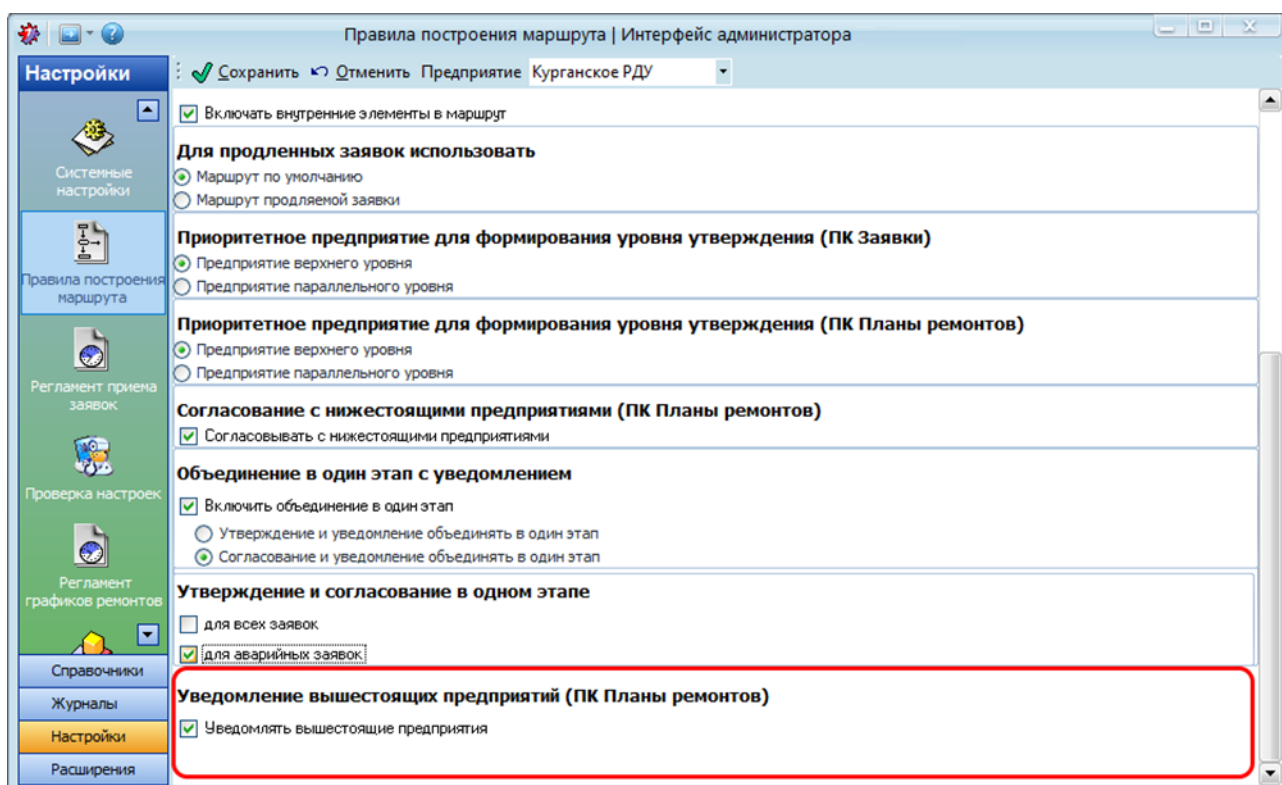 Правила построения маршрута | Интерфейс администратора
Настройки
Сохранить Отменить Предприятие Курганское РДУ
Включать внутренние элементы в маршрут
Для продленных заявок использовать
Маршрут по умолчанию
Маршрут продляемой заявки
Приоритетное предприятие для формирования уровня утверждения (ПК Заявки)
Предприятие верхнего уровня
Предприятие параллельного уровня
Приоритетное предприятие для формирования уровня утверждения (ПК Планы ремонтов)
Предприятие верхнего уровня
Предприятие параллельного уровня
Согласование с нижестоящими предприятиями (ПК Планы ремонтов)
Согласовывать с нижестоящими предприятиями
Объединение в один этап с уведомлением
Включить объединение в один этап
Утверждение и уведомление объединять в один этап
Согласование и уведомление объединять в один этап
Утверждение и согласование в одном этапе
для всех заявок
для аварийных заявок
Уведомление вышестоящих предприятий (ПК Планы ремонтов)
Уведомлять вышестоящие предприятия
Системные
настройки
Правила построения
маршрута
Регламент приема
заявок
Проверка настроек
Регламент
графиков ремонтов
Справочники
Журналы
Настройки
Расширения